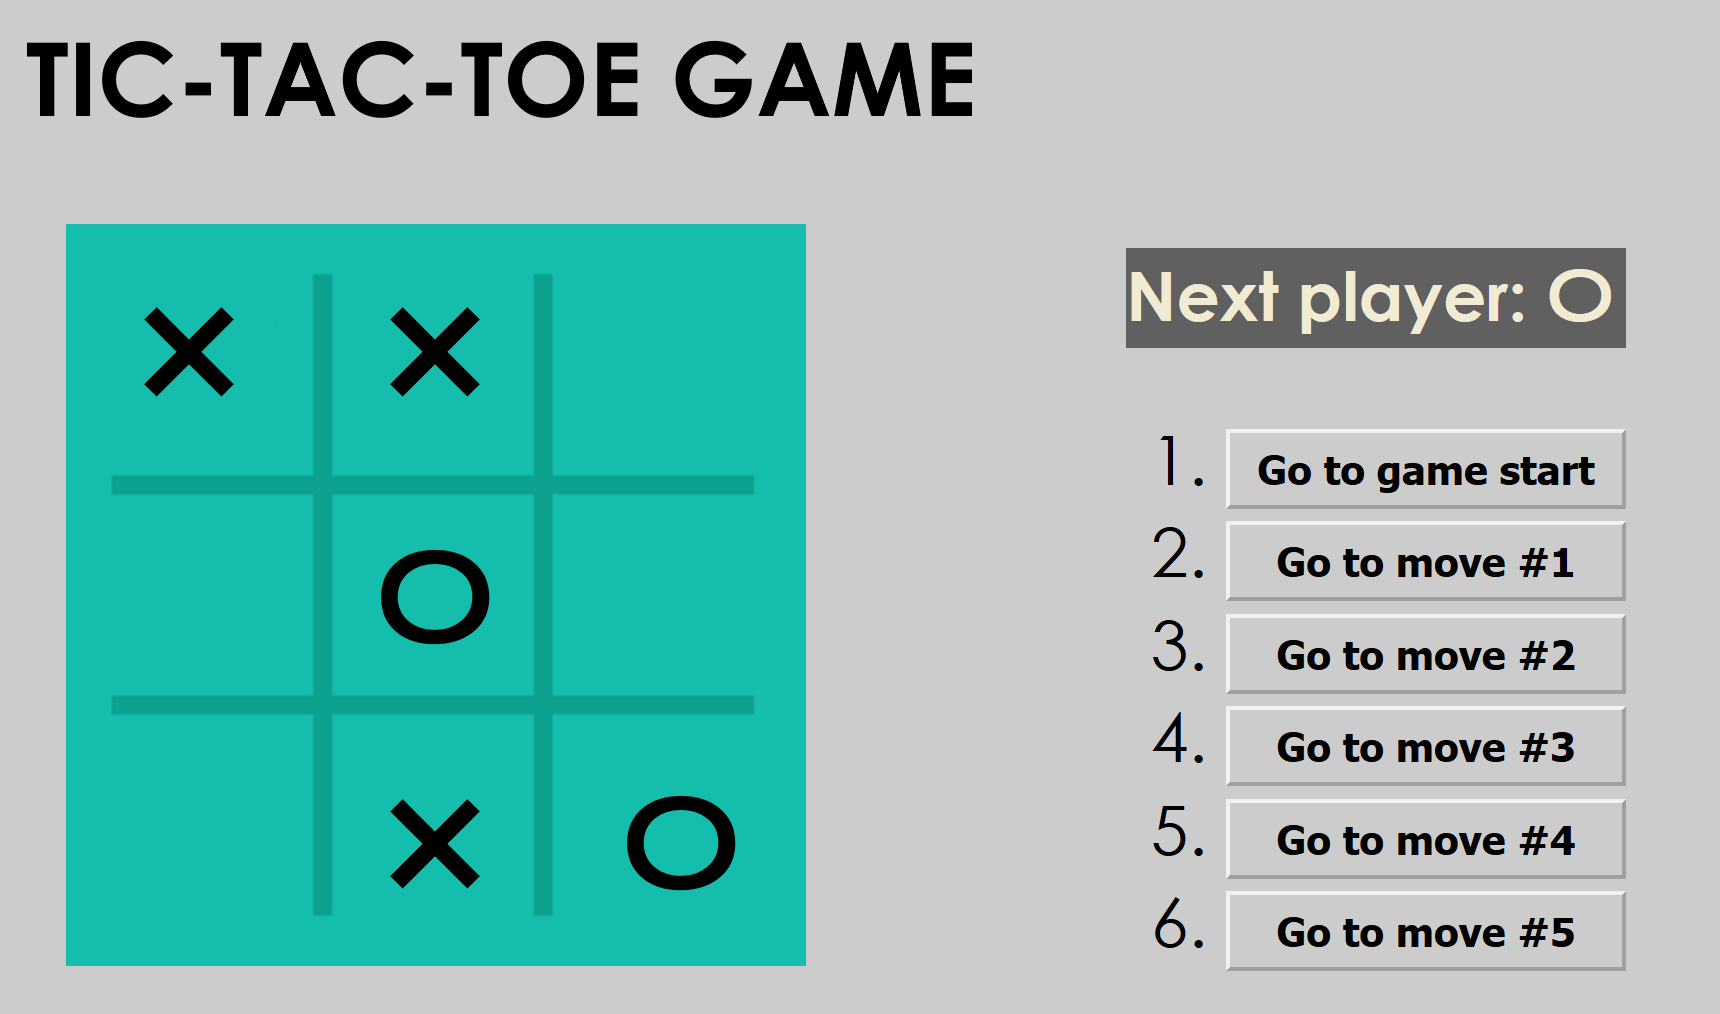 TIC-TAC-TOE GAME
X X
O
X O
Next player: O
1. Go to game start
2. Go to move #1
3. Go to move #2
4. Go to move #3
5. Go to move #4
6. Go to move #5